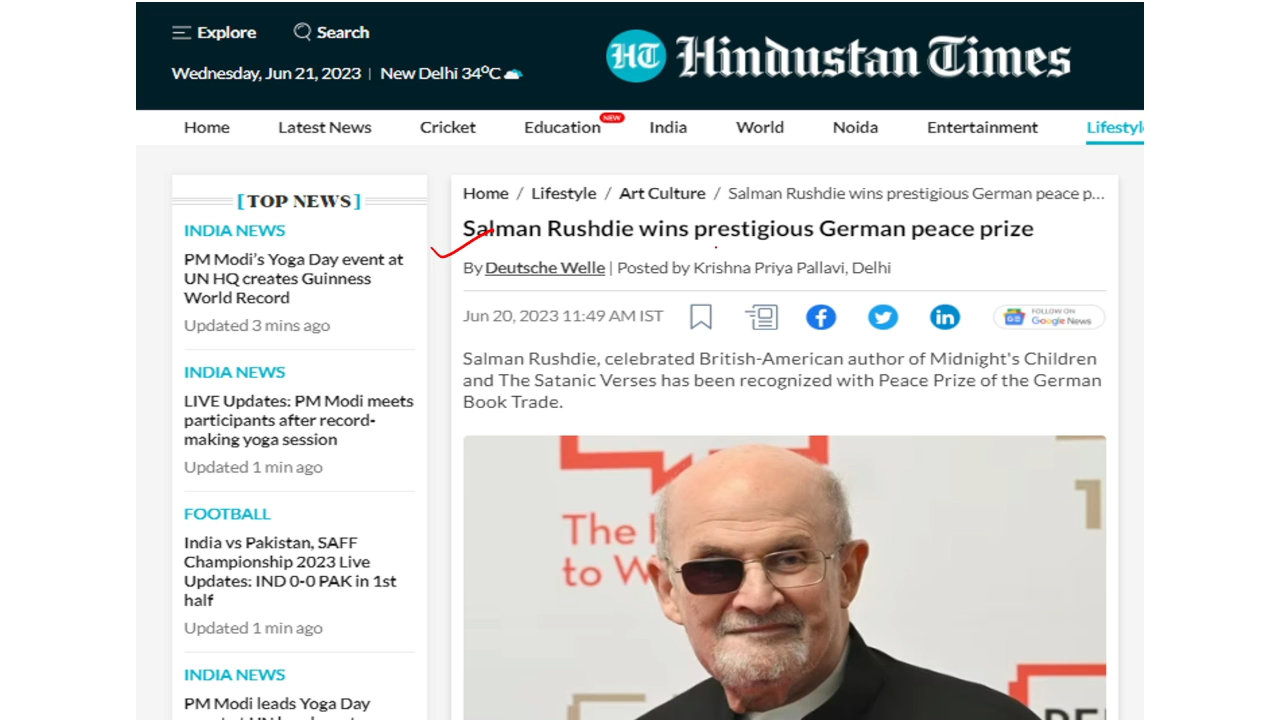 Explore Search
Wednesday, Jun 21, 2023 | New Delhi 34°C
HT Hindustan Times
Home Latest News Cricket Education NEW India World Noida Entertainment Lifestyl
[TOP NEWS]
INDIA NEWS
PM Modi’s Yoga Day event at
UN HQ creates Guinness
World Record
Updated 3 mins ago
INDIA NEWS
LIVE Updates: PM Modi meets
participants after record-
making yoga session
Updated 1 min ago
FOOTBALL
India vs Pakistan, SAFF
Championship 2023 Live
Updates: IND 0-0 PAK in 1st
half
Updated 1 min ago
INDIA NEWS
PM Modi leads Yoga Day
Home / Lifestyle / Art Culture / Salman Rushdie wins prestigious German peace p...
Salman Rushdie wins prestigious German peace prize
By Deutsche Welle | Posted by Krishna Priya Pallavi, Delhi
Jun 20, 2023 11:49 AM IST
FOLLOW ON
Google News
Salman Rushdie, celebrated British-American author of Midnight's Children
and The Satanic Verses has been recognized with Peace Prize of the German
Book Trade.
The
to W
1